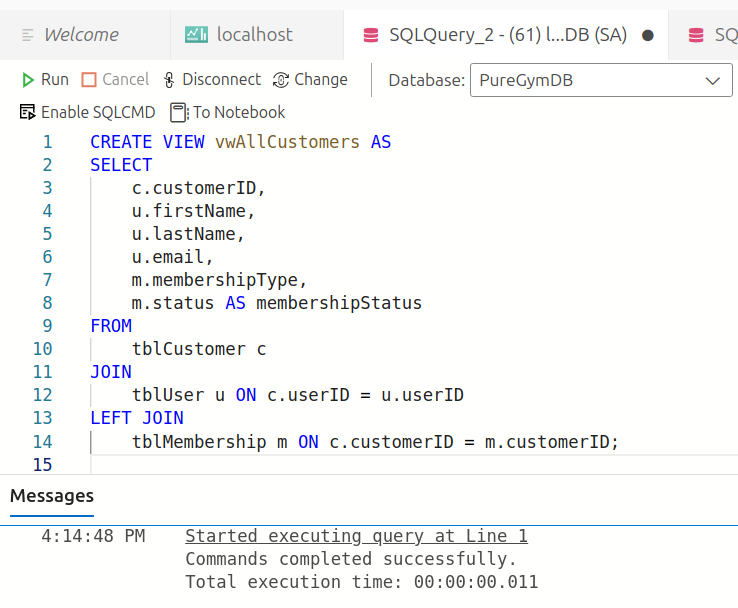 Welcome
localhost
SQLQuery_2 - (61) l...DB (SA)
SQ
Run
Cancel
Disconnect
Change
Database:
PureGymDB
Enable SQLCMD
To Notebook
1 CREATE VIEW vwAllCustomers AS
2 SELECT
3 c.customerID,
4 u.firstName,
5 u.lastName,
6 u.email,
7 m.membershipType,
8 m.status AS membershipStatus
9 FROM
10 tblCustomer c
11 JOIN
12 tblUser u ON c.userID = u.userID
13 LEFT JOIN
14 tblMembership m ON c.customerID = m.customerID;
15
Messages
4:14:48 PM Started executing query at Line 1
Commands completed successfully.
Total execution time: 00:00:00.011